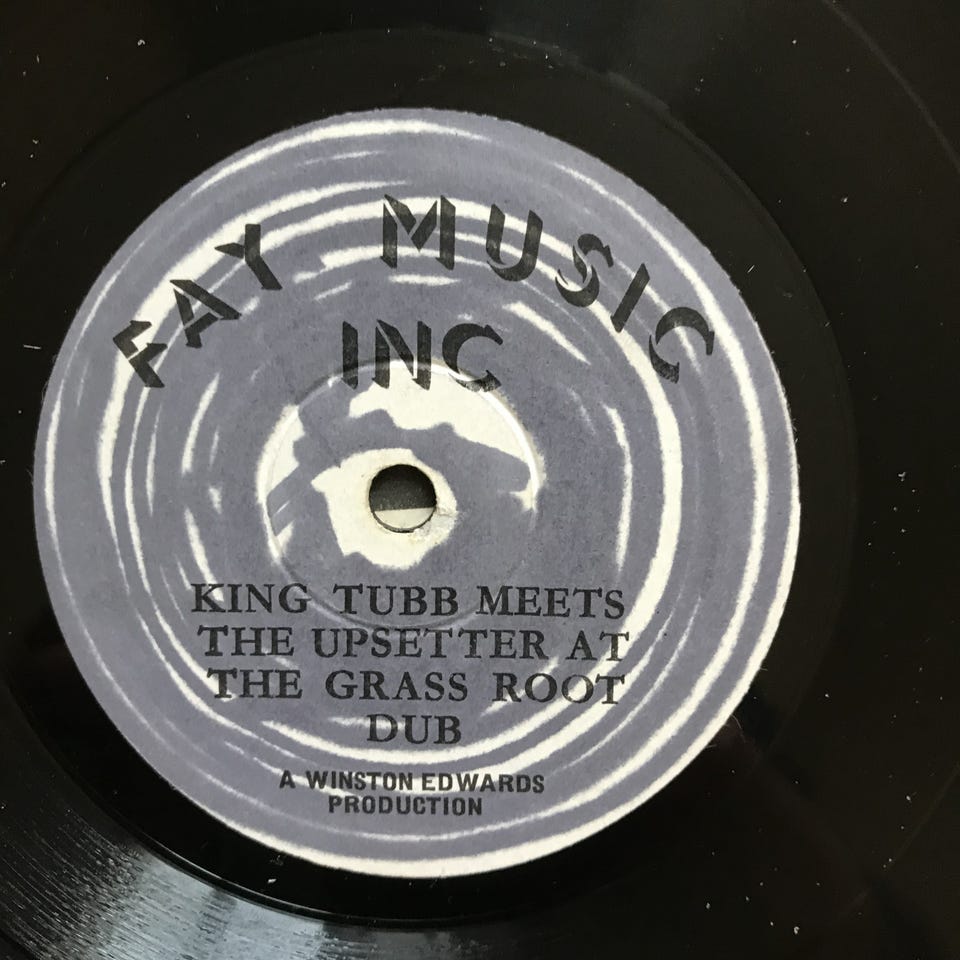 FAY MUSIC
INC
KING TUBB MEETS
THE UPSETTER AT
THE GRASS ROOT
DUB
A WINSTON EDWARDS
PRODUCTION